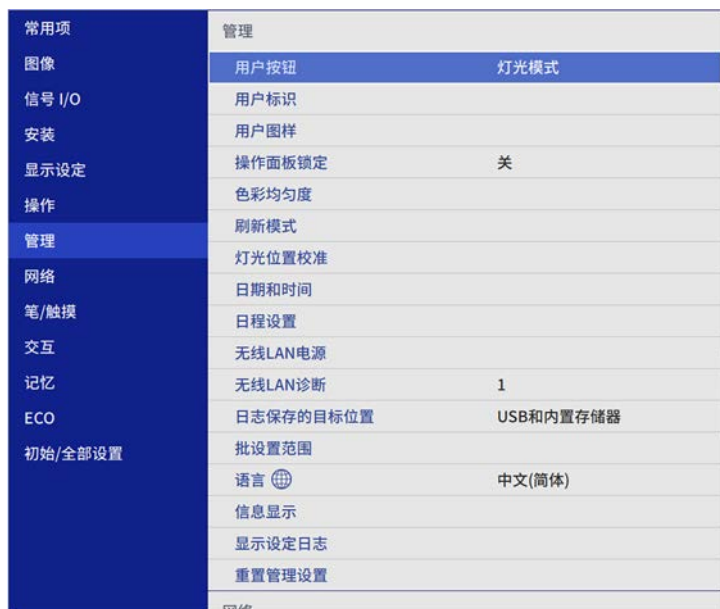 常用项
图像
信号 I/O
安装
显示设定
操作
管理
网络
笔/触摸
交互
记忆
ECO
初始/全部设置
管理
用户按钮 灯光模式
用户标识
用户图样
操作面板锁定 关
色彩均匀度
刷新模式
灯光位置校准
日期和时间
日程设置
无线LAN电源
无线LAN诊断 1
日志保存的目标位置 USB和内置存储器
批设置范围
语言 中文(简体)
信息显示
显示设定日志
重置管理设置
网络